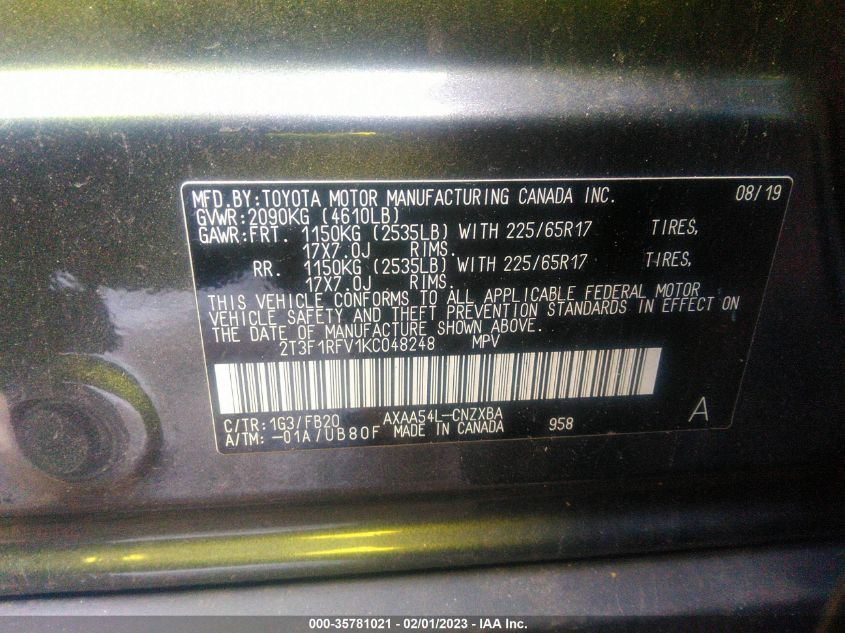 MFD.BY:TOYOTA MOTOR MANUFACTURING CANADA INC. 08/19
GVWR:2090KG (4610LB)
GAWR:FRT. 1150KG (2535LB) WITH 225/65R17 TIRES,
17X7.0J RIMS.
RR. 1150KG (2535LB) WITH 225/65R17 TIRES,
17X7.0J RIMS.
THIS VEHICLE CONFORMS TO ALL APPLICABLE FEDERAL MOTOR
VEHICLE SAFETY AND THEFT PREVENTION STANDARDS IN EFFECT ON
THE DATE OF MANUFACTURE SHOWN ABOVE.
2T3F1RFV1KC048248 MPV
C/TR:1G3/FB20 AXAA54L-CNZXBA A
A/TM:-01A/UB80F MADE IN CANADA 958
000-35781021 - 02/01/2023 - IAA Inc.